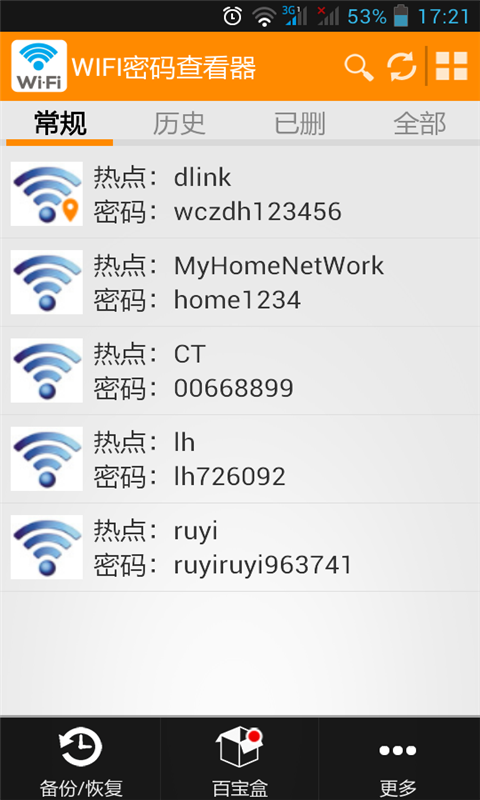 3G 53% 17:21
Wi-Fi WIFI密码查看器
常规 历史 已删 全部
热点：dlink
密码：wczdh123456
热点：MyHomeNetWork
密码：home1234
热点：CT
密码：00668899
热点：lh
密码：lh726092
热点：ruyi
密码：ruyiruyi963741
备份/恢复 百宝盒 更多